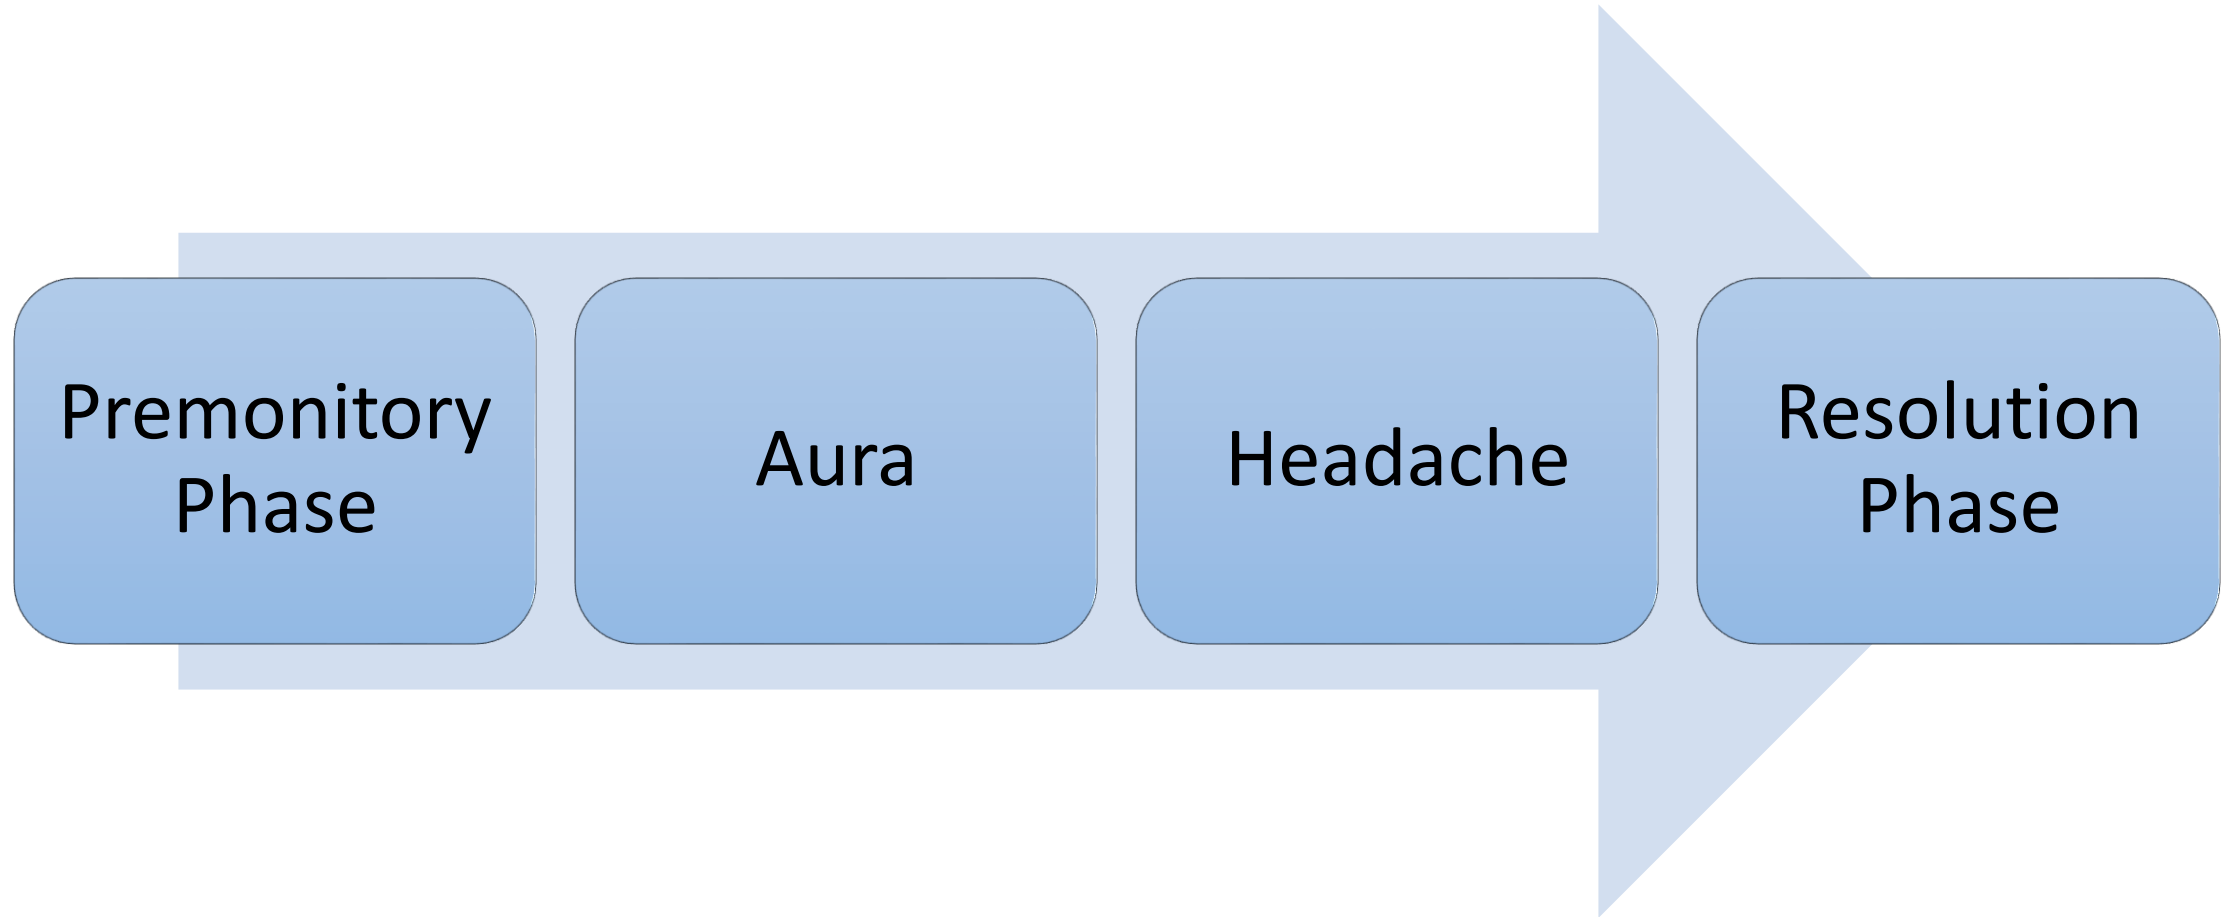 Premonitory
Phase
Aura
Headache
Resolution
Phase